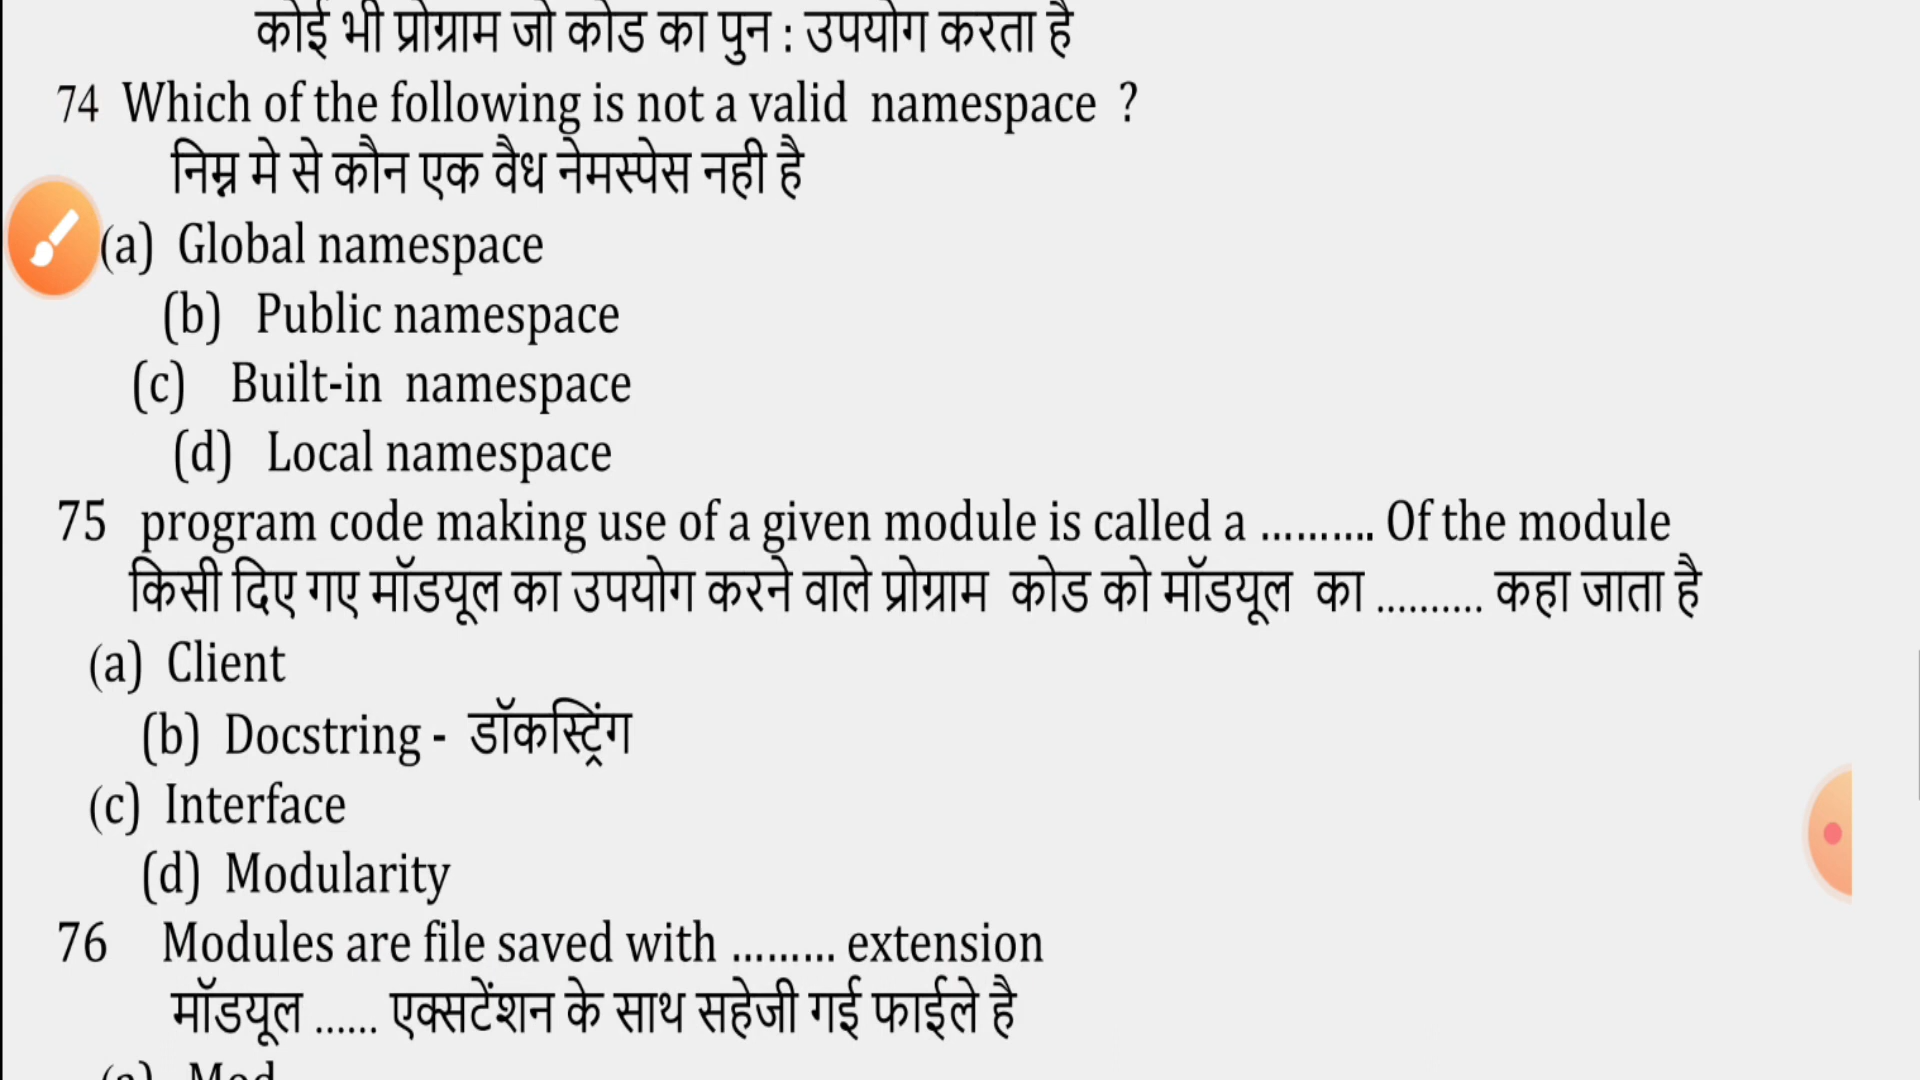 कोई भी प्रोग्राम जो कोड का पुन : उपयोग करता है
74 Which of the following is not a valid namespace ?
निम्न मे से कौन एक वैध नेमस्पेस नही है
(a) Global namespace
(b) Public namespace
(c) Built-in namespace
(d) Local namespace
75 program code making use of a given module is called a .......... Of the module
किसी दिए गए मॉडयूल का उपयोग करने वाले प्रोग्राम कोड को मॉडयूल का .......... कहा जाता है
(a) Client
(b) Docstring - डॉकस्ट्रिंग
(c) Interface
(d) Modularity
76 Modules are file saved with ......... extension
मॉडयूल ...... एक्सटेंशन के साथ सहेजी गई फाईले है
(a) Mod